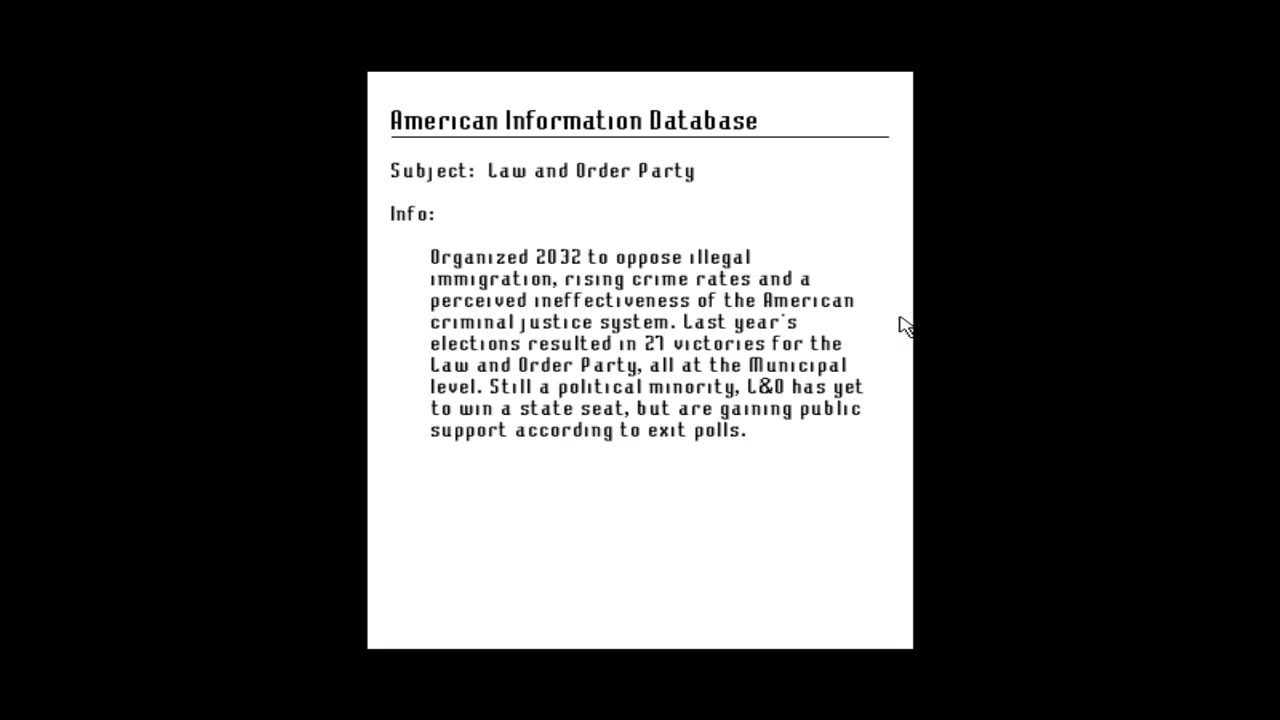 American Information Database
Subject: Law and Order Party
Info:
Organized 2032 to oppose illegal
immigration, rising crime rates and a
perceived ineffectiveness of the American
criminal justice system. Last year's
elections resulted in 27 victories for the
Law and Order Party, all at the Municipal
level. Still a political minority, L&O has yet
to win a state seat, but are gaining public
support according to exit polls.